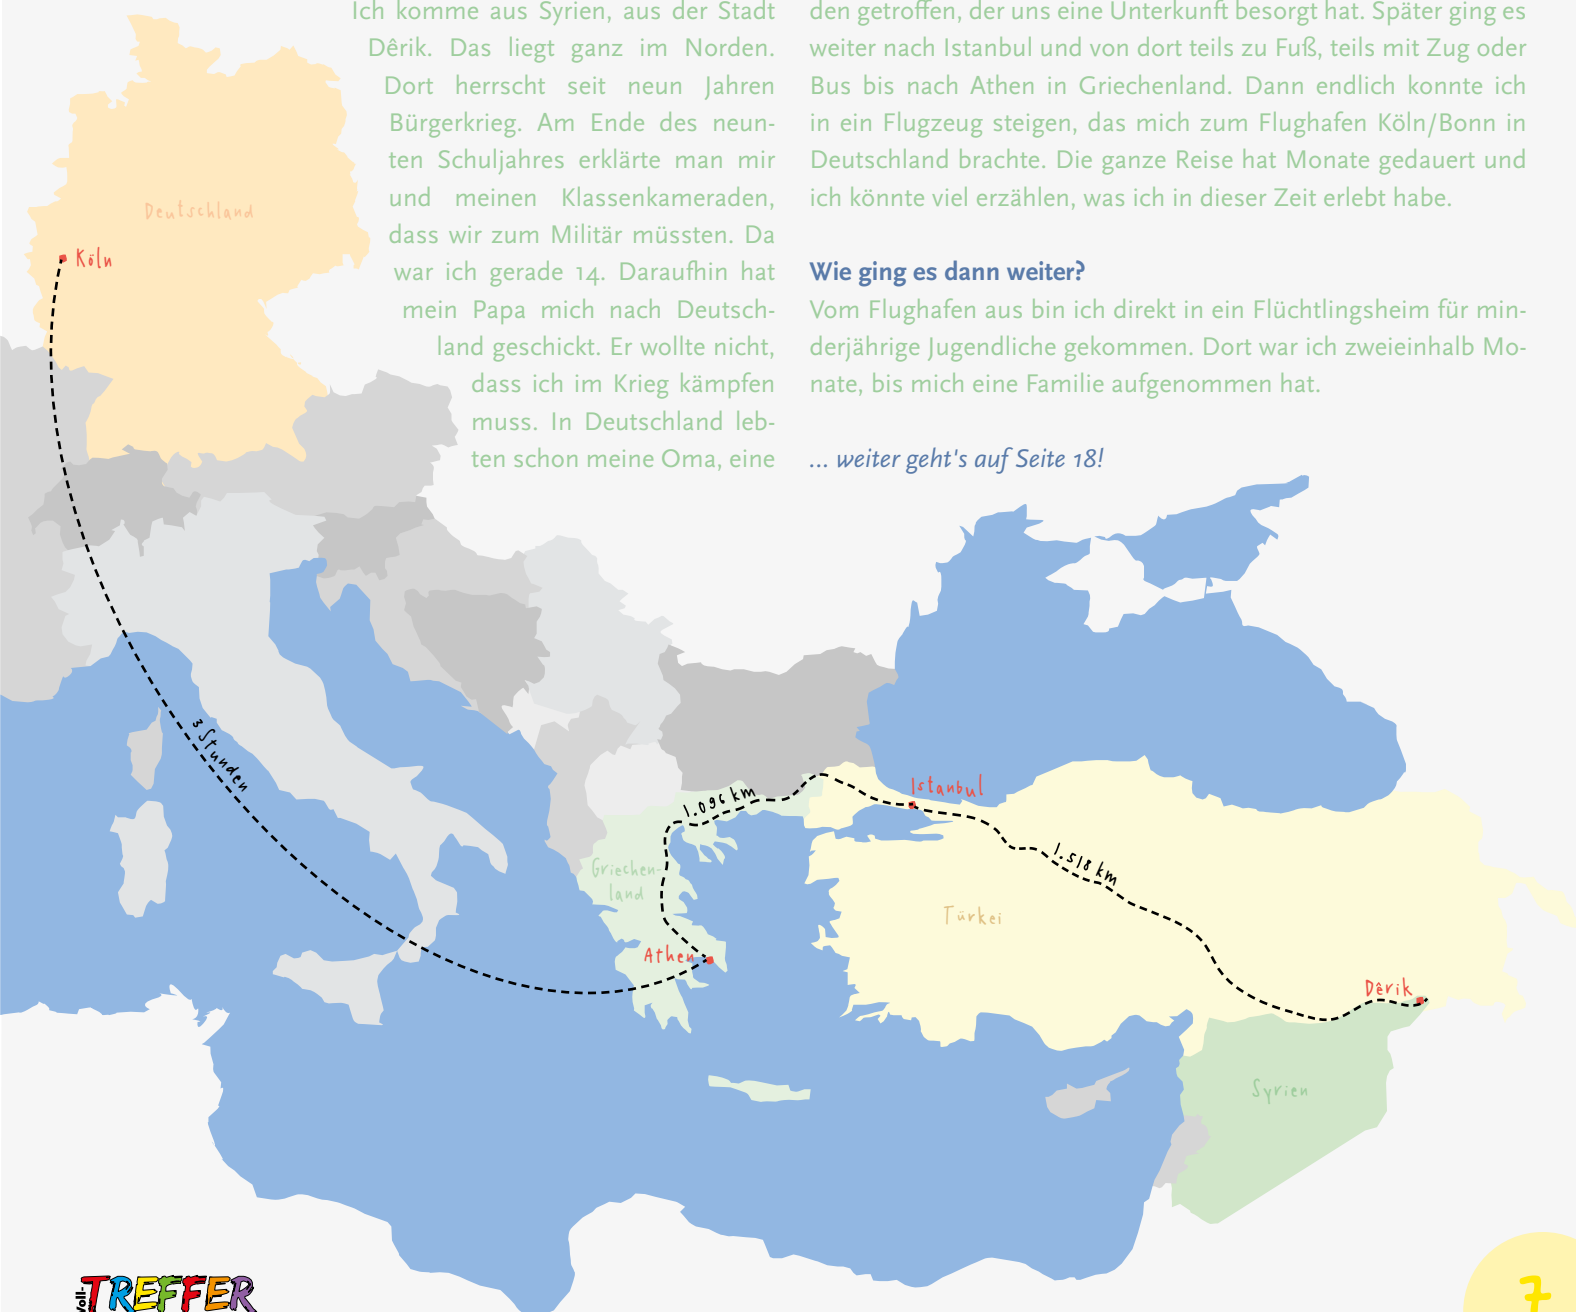 Ich komme aus Syrien, aus der Stadt
Dêrik. Das liegt ganz im Norden.
Dort herrscht seit neun Jahren
Bürgerkrieg. Am Ende des neun-
ten Schuljahres erklärte man mir
und meinen Klassenkameraden,
dass wir zum Militär müssten. Da
war ich gerade 14. Daraufhin hat
mein Papa mich nach Deutsch-
land geschickt. Er wollte nicht,
dass ich im Krieg kämpfen
muss. In Deutschland leb-
ten schon meine Oma, eine
den getroffen, der uns eine Unterkunft besorgt hat. Später ging es
weiter nach Istanbul und von dort teils zu Fuß, teils mit Zug oder
Bus bis nach Athen in Griechenland. Dann endlich konnte ich
in ein Flugzeug steigen, das mich zum Flughafen Köln/Bonn in
Deutschland brachte. Die ganze Reise hat Monate gedauert und
ich könnte viel erzählen, was ich in dieser Zeit erlebt habe.
Wie ging es dann weiter?
Vom Flughafen aus bin ich direkt in ein Flüchtlingsheim für min-
derjährige Jugendliche gekommen. Dort war ich zweieinhalb Mo-
nate, bis mich eine Familie aufgenommen hat.
... weiter geht's auf Seite 18!
Deutschland
Köln
3 Stunden
1.096 km
Istanbul
1.518 km
Griechen-
land
Türkei
Athen
Dêrik
Syrien
Voll-
TREFFER
7